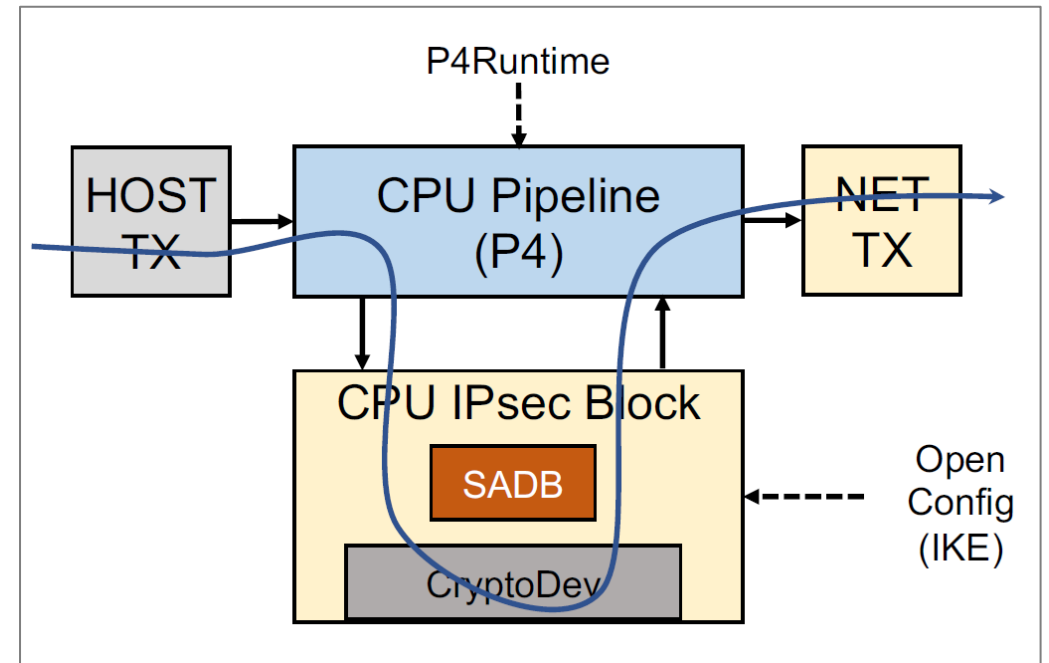 P4Runtime
HOST
TX
CPU Pipeline
(P4)
NET
TX
CPU IPsec Block
SADB
CryptoDev
Open
Config
(IKE)